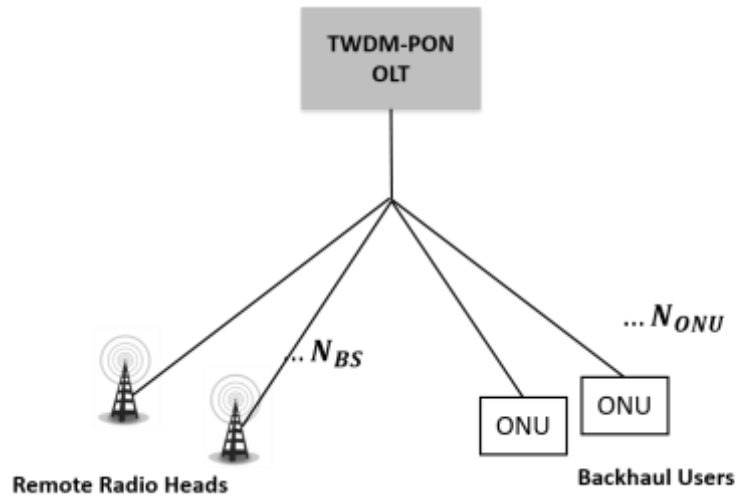 TWDM-PON
OLT
... N_ONU
... N_BS
ONU
ONU
Remote Radio Heads
Backhaul Users